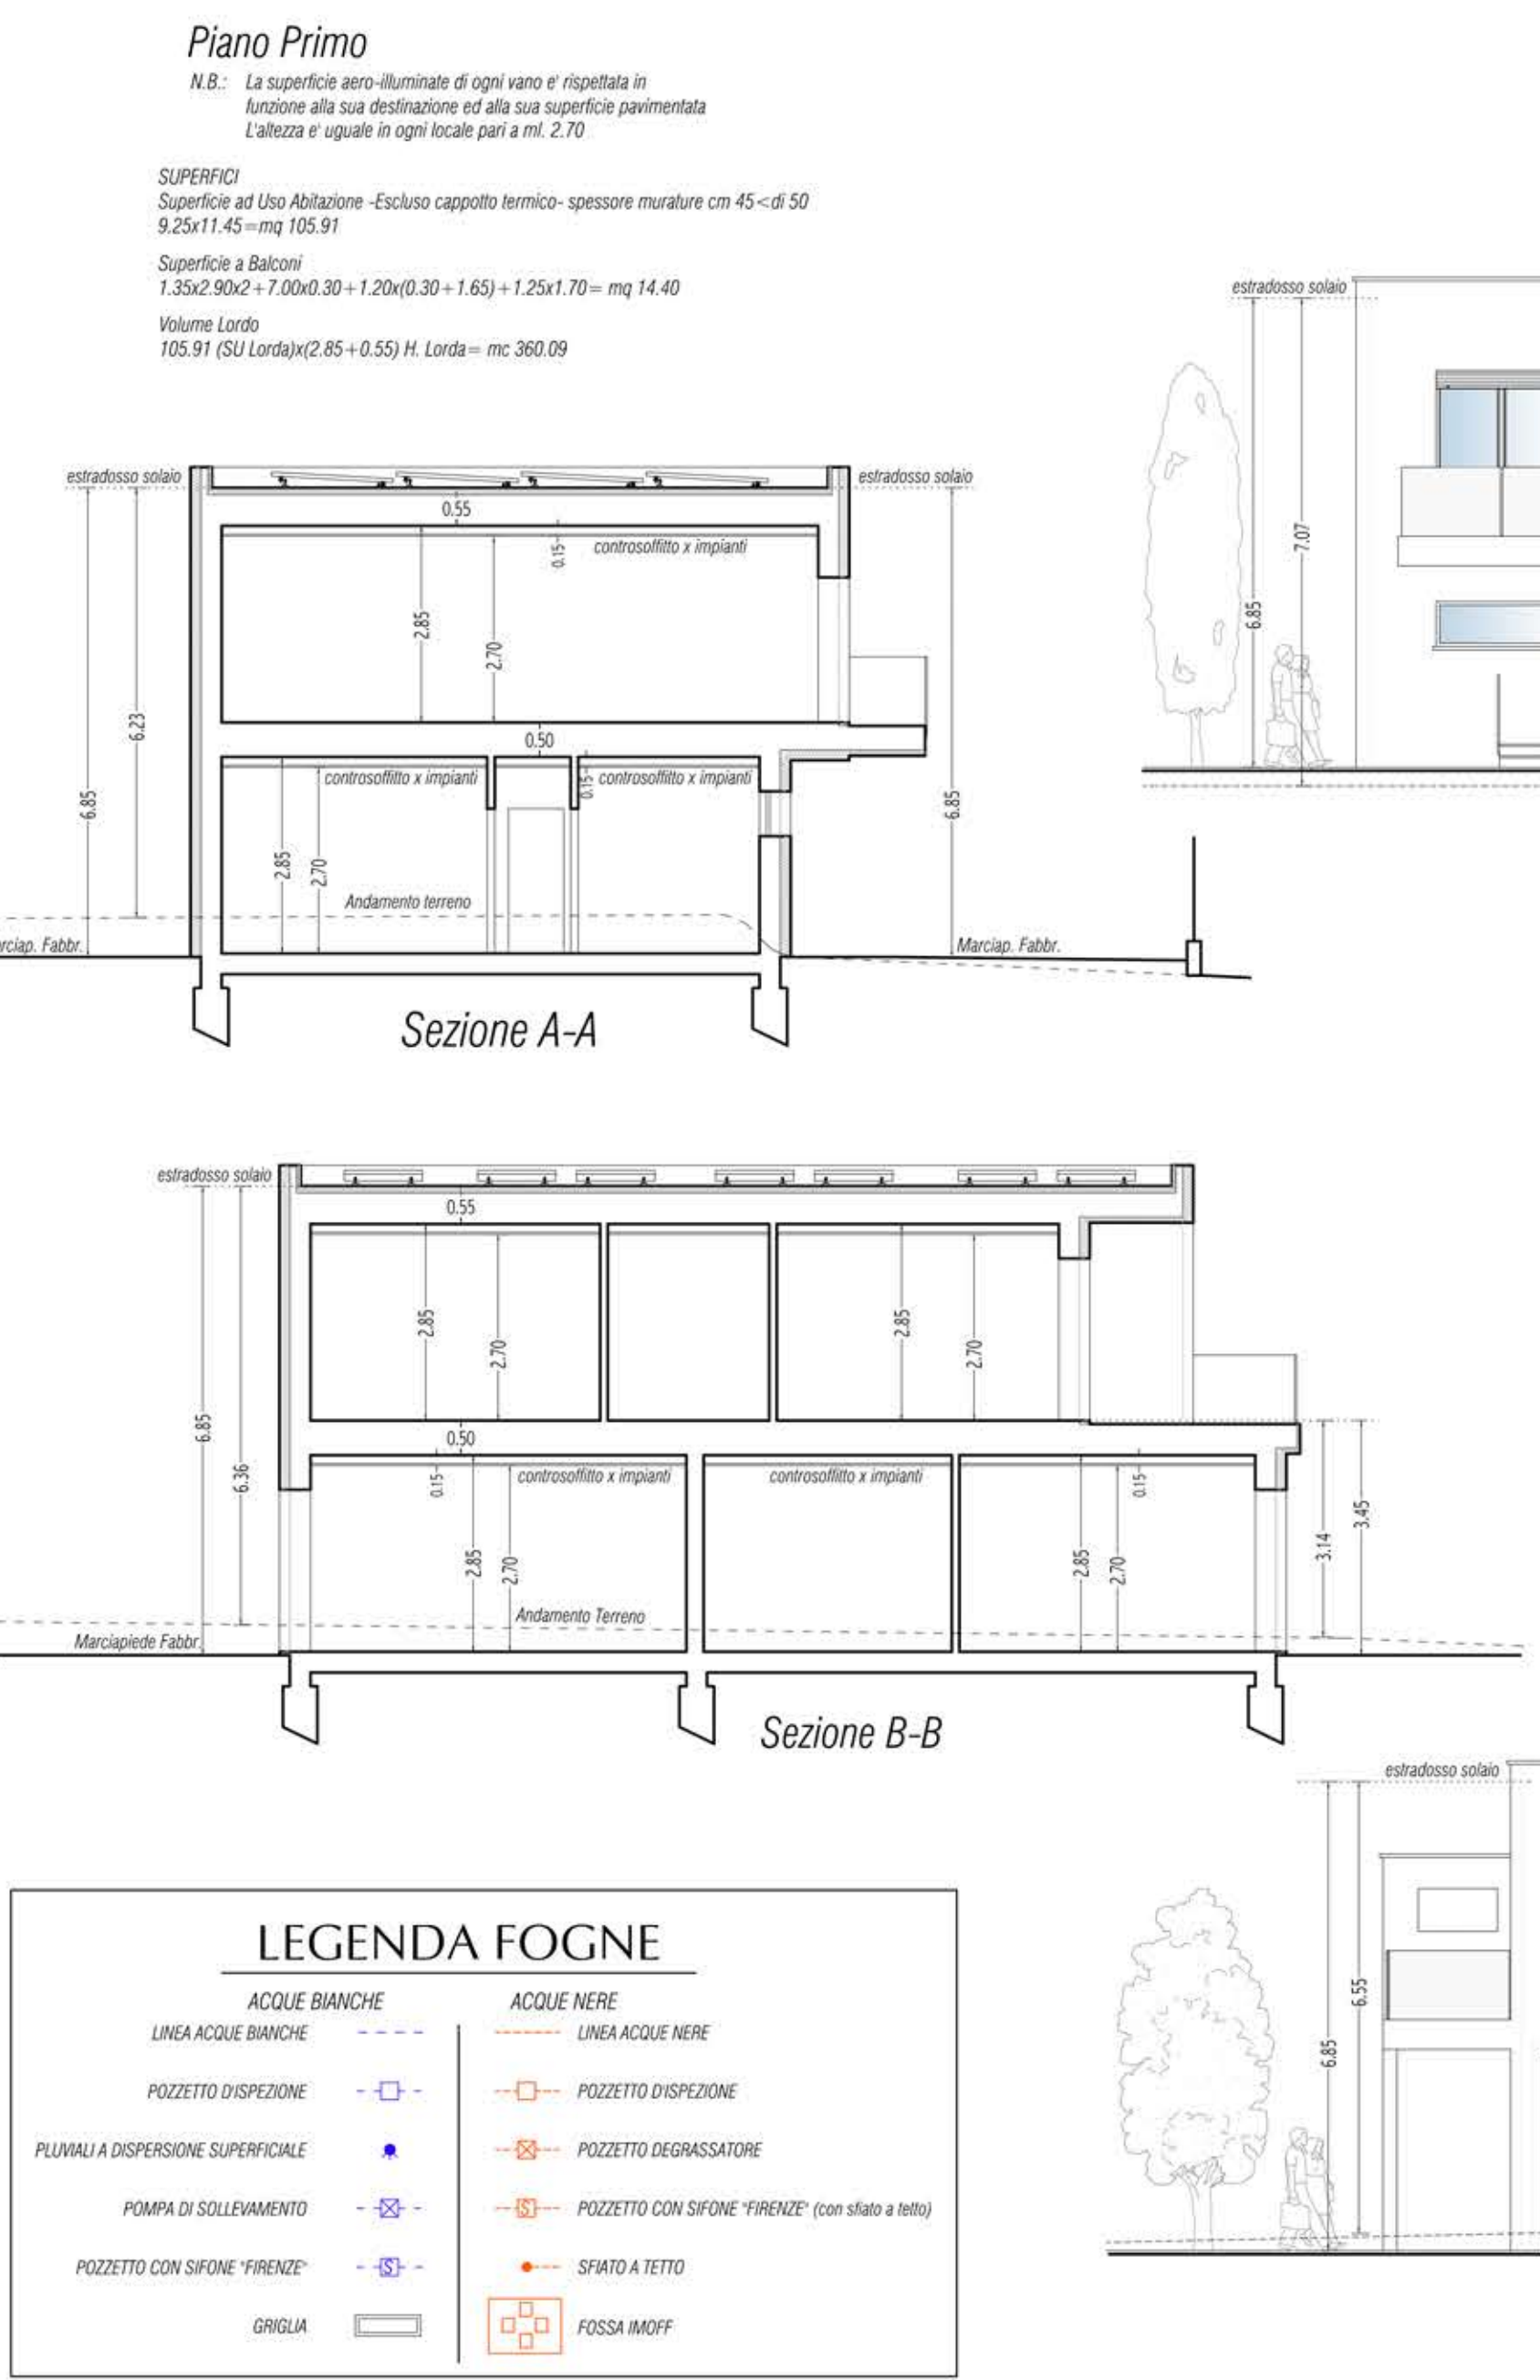 Piano Primo
N.B.: La superficie aero-illuminate di ogni vano e' rispettata in
funzione alla sua destinazione ed alla sua superficie pavimentata
L'altezza e' uguale in ogni locale pari a ml. 2.70
SUPERFICI
Superficie ad Uso Abitazione -Escluso cappotto termico- spessore murature cm 45<di 50
9.25x11.45=mq 105.91
Superficie a Balconi
1.35x2.90x2+7.00x0.30+1.20x(0.30+1.65)+1.25x1.70= mq 14.40
Volume Lordo
105.91 (SU Lorda)x(2.85+0.55) H. Lorda= mc 360.09
estradosso solaio
7.07
6.85
estradosso solaio
estradosso solaio
0.55
0.15
controsoffitto x impianti
2.85
2.70
6.23
0.50
controsoffitto x impianti
0.15
controsoffitto x impianti
6.85
6.85
2.85
2.70
Andamento terreno
rciap. Fabbr.
Marciap. Fabbr.
Sezione A-A
estradosso solaio
0.55
2.85
2.70
2.85
2.70
6.85
6.36
0.50
0.15
controsoffitto x impianti
controsoffitto x impianti
0.15
2.85
2.70
2.85
2.70
3.14
3.45
Andamento Terreno
Marciapiede Fabbr.
Sezione B-B
estradosso solaio
6.55
6.85
LEGENDA FOGNE
ACQUE BIANCHE
ACQUE NERE
LINEA ACQUE BIANCHE
LINEA ACQUE NERE
POZZETTO D'ISPEZIONE
POZZETTO D'ISPEZIONE
PLUVIALI A DISPERSIONE SUPERFICIALE
POZZETTO DEGRASSATORE
POMPA DI SOLLEVAMENTO
S
POZZETTO CON SIFONE "FIRENZE" (con sfiato a tetto)
POZZETTO CON SIFONE "FIRENZE"
S
SFIATO A TETTO
GRIGLIA
FOSSA IMOFF